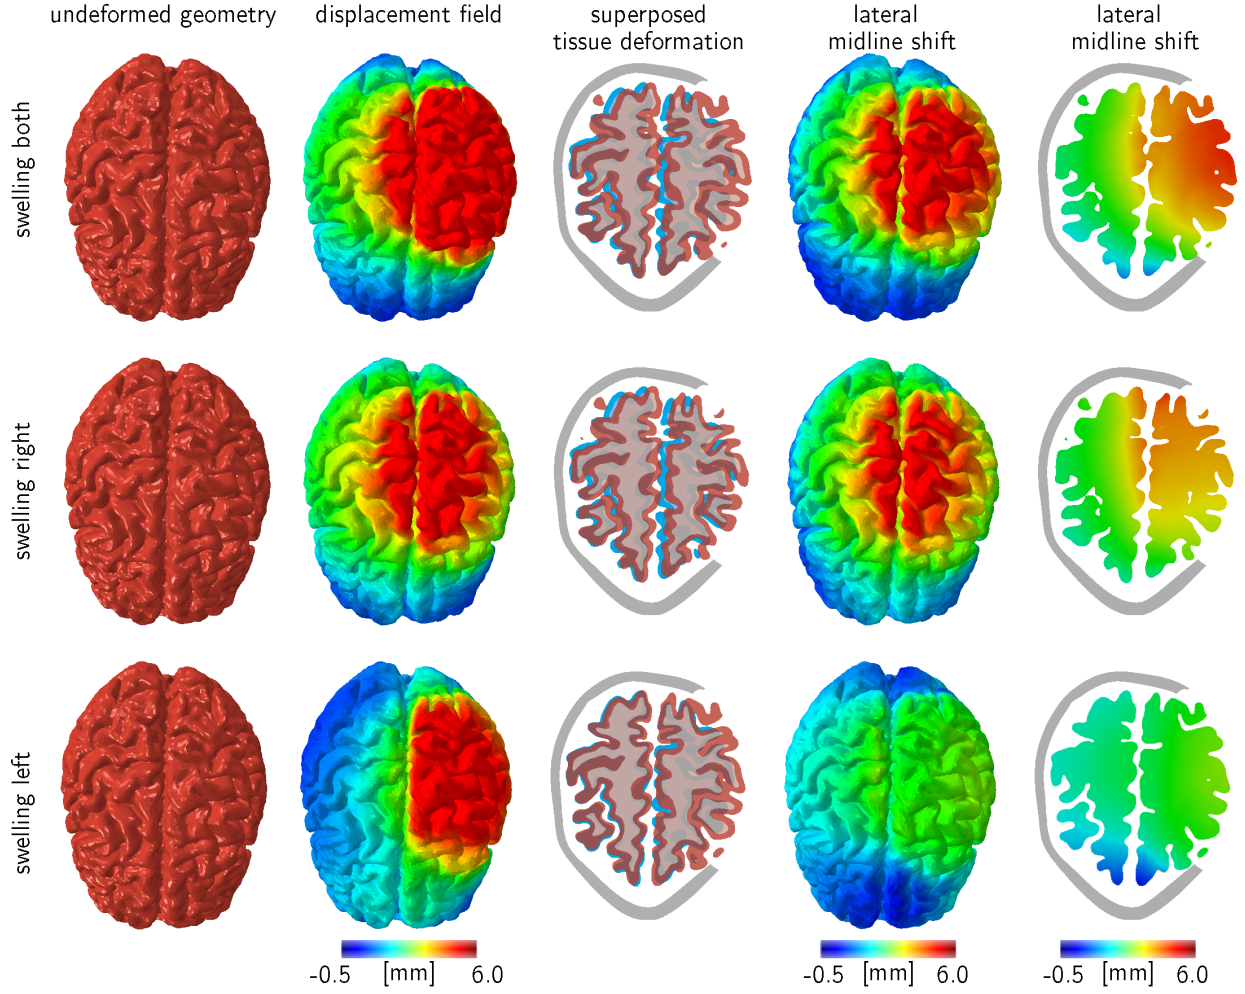 undeformed geometry
displacement field
superposed
tissue deformation
lateral
midline shift
lateral
midline shift
swelling both
swelling right
swelling left
-0.5 [mm] 6.0
-0.5 [mm] 6.0
-0.5 [mm] 6.0